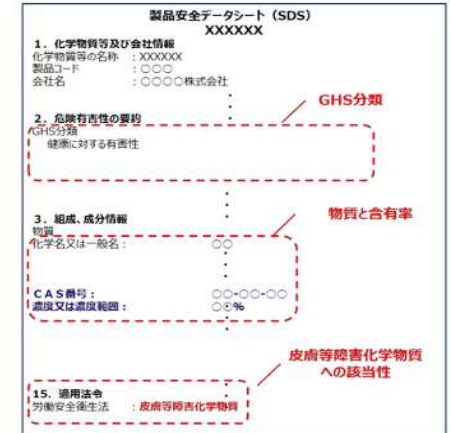 製品安全データシート（SDS）
XXXXXX
1．化学物質等及び会社情報
化学物質等の名称 ：XXXXXX
製品コード ：○○○
会社名 ：○○○○株式会社
GHS分類
2．危険有害性の要約
GHS分類
健康に対する有害性
物質と含有率
3．組成、成分情報
物質
化学名又は一般名： ○○
CAS番号： ○○-○○-○○
濃度又は濃度範囲： ○○%
皮膚等障害化学物質
への該当性
15．適用法令
労働安全衛生法 ：皮膚等障害化学物質